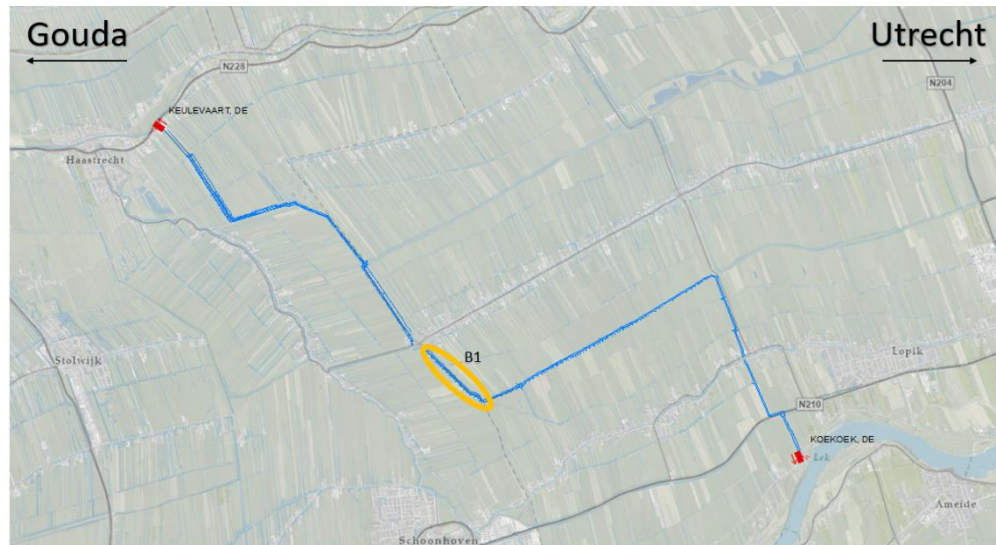 Gouda
Utrecht
N228
N204
KEULEVAART, DE
Haastrecht
B1
Stolwijk
Lopik
N210
KOEKOEK, DE
Lek
Ameide
Schoonhoven